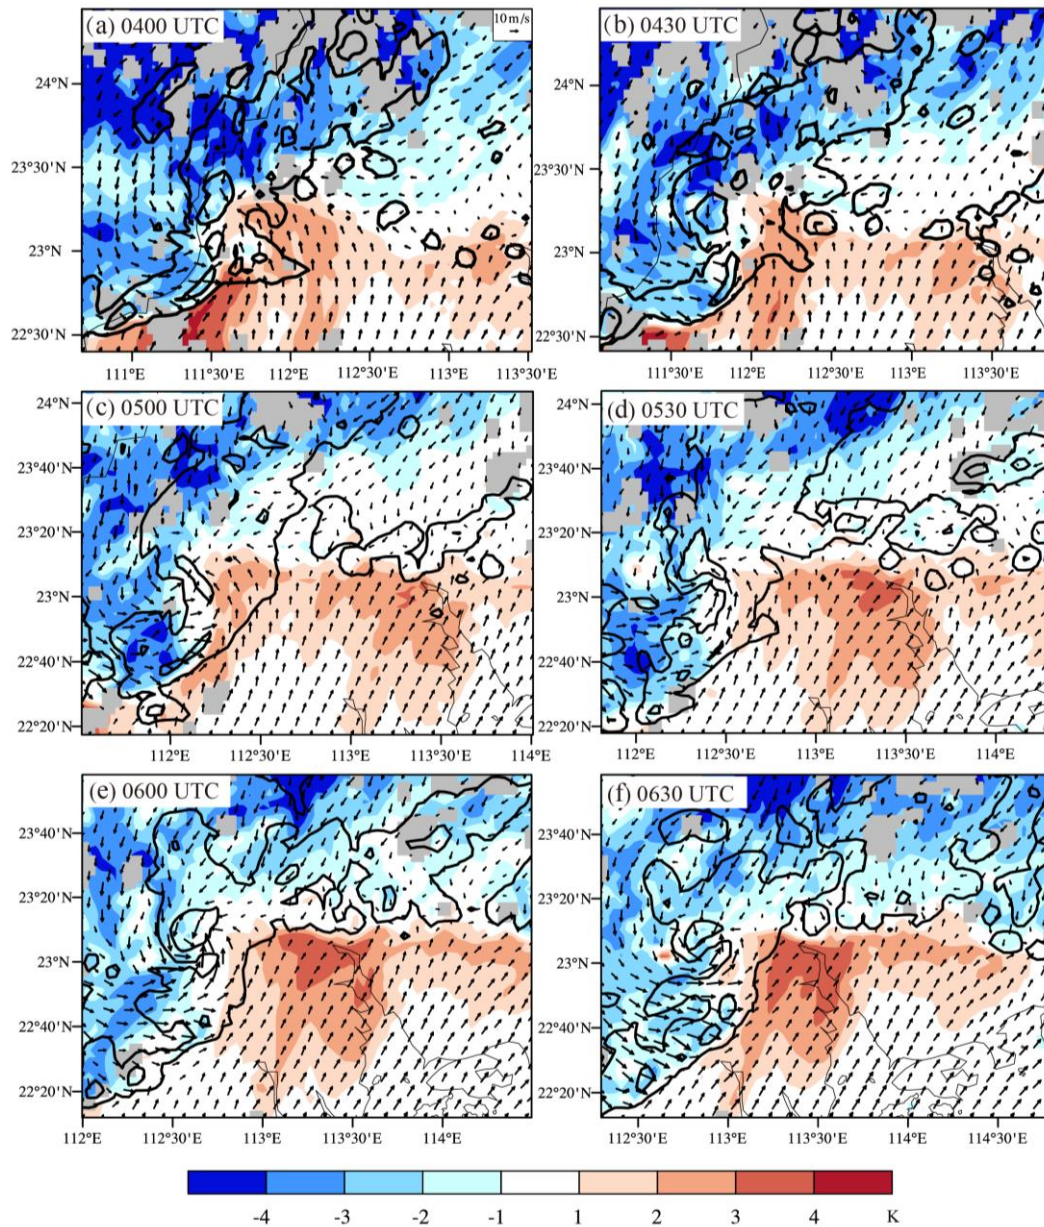 (a) 0400 UTC
10 m/s
(b) 0430 UTC
24°N
23°30'N
23°N
22°30'N
24°N
23°30'N
23°N
22°30'N
111°E 111°30'E 112°E 112°30'E 113°E 113°30'E
111°30'E 112°E 112°30'E 113°E 113°30'E
(c) 0500 UTC
(d) 0530 UTC
24°N
23°40'N
23°20'N
23°N
22°40'N
22°20'N
24°N
23°40'N
23°20'N
23°N
22°40'N
22°20'N
112°E 112°30'E 113°E 113°30'E 114°E
112°E 112°30'E 113°E 113°30'E 114°E
(e) 0600 UTC
(f) 0630 UTC
23°40'N
23°20'N
23°N
22°40'N
22°20'N
23°40'N
23°20'N
23°N
22°40'N
22°20'N
112°E 112°30'E 113°E 113°30'E 114°E
112°30'E 113°E 113°30'E 114°E 114°30'E
-4 -3 -2 -1 1 2 3 4 K